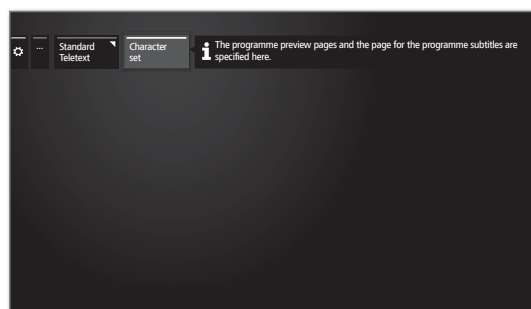 ...
Standard
Teletext
Character
set
The programme preview pages and the page for the programme subtitles are
specified here.